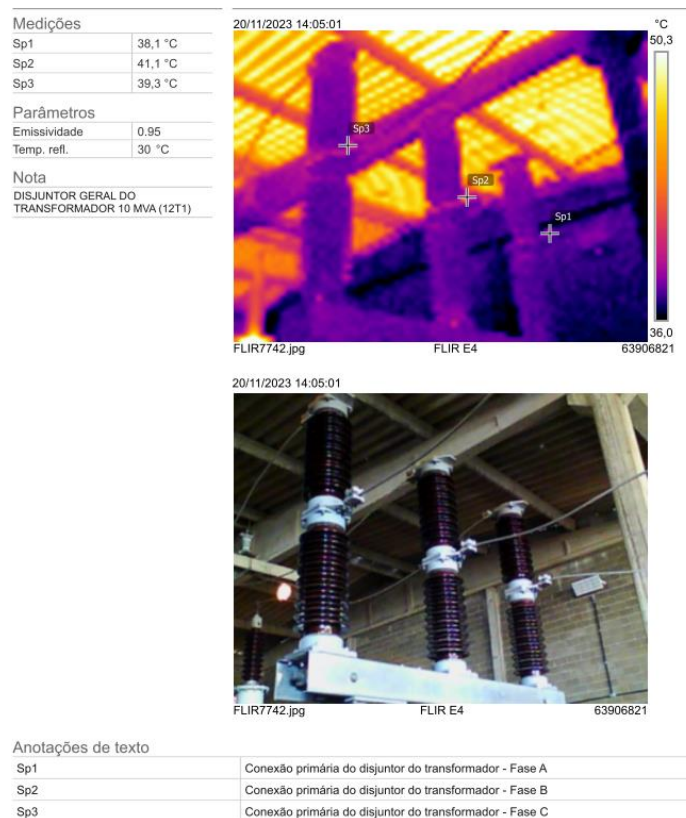 Medições
Sp1 38,1 °C
Sp2 41,1 °C
Sp3 39,3 °C
Parâmetros
Emissividade 0.95
Temp. refl. 30 °C
Nota
DISJUNTOR GERAL DO
TRANSFORMADOR 10 MVA (12T1)
20/11/2023 14:05:01
°C
50,3
Sp3
Sp2
Sp1
36,0
FLIR7742.jpg FLIR E4 63906821
20/11/2023 14:05:01
FLIR7742.jpg FLIR E4 63906821
Anotações de texto
Sp1 Conexão primária do disjuntor do transformador - Fase A
Sp2 Conexão primária do disjuntor do transformador - Fase B
Sp3 Conexão primária do disjuntor do transformador - Fase C